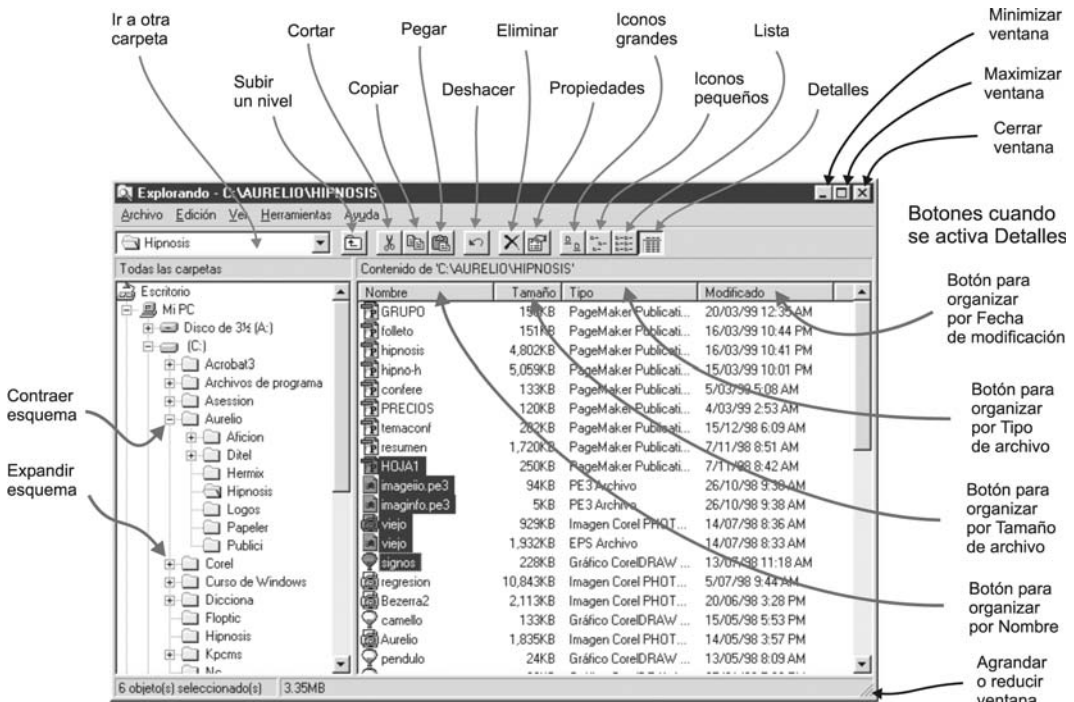 Ir a otra
carpeta
Cortar
Pegar
Eliminar
Iconos
grandes
Lista
Minimizar
ventana
Subir
un nivel
Copiar
Deshacer
Propiedades
Iconos
pequeños
Detalles
Maximizar
ventana
Cerrar
ventana
Explorando - C:\AURELIO\HIPNOSIS
Archivo Edición Ver Herramientas Ayuda
Hipnosis
Botones cuando
se activa Detalles
Todas las carpetas
Contenido de 'C:\AURELIO\HIPNOSIS'
Escritorio
Mi PC
Disco de 3½ (A:)
(C:)
Acrobat3
Archivos de programa
Asession
Aurelio
Aficion
Ditel
Hermix
Hipnosis
Logos
Papeler
Publici
Corel
Curso de Windows
Dicciona
Floptic
Hipnosis
Kpcms
Nc
Nombre Tamaño Tipo Modificado
GRUPO PageMaker Publicati... 20/03/99 12:35 AM
folleto 151KB PageMaker Publicati... 16/03/99 10:44 PM
hipnosis 4,802KB PageMaker Publicati... 16/03/99 10:41 PM
hipno-h 5,059KB PageMaker Publicati... 15/03/99 10:01 PM
confere 133KB PageMaker Publicati... 5/03/99 5:08 AM
PRECIOS 120KB PageMaker Publicati... 4/03/99 2:53 AM
temaconf 282KB PageMaker Publicati... 15/12/98 6:09 AM
resumen 1,720KB PageMaker Publicati... 7/11/98 8:51 AM
HOJA1 250KB PageMaker Publicati... 7/11/98 8:42 AM
imageiio.pe3 94KB PE3 Archivo 26/10/98 9:38 AM
imaginfo.pe3 5KB PE3 Archivo 26/10/98 9:38 AM
viejo 929KB Imagen Corel PHOT... 14/07/98 8:36 AM
viejo 1,932KB EPS Archivo 14/07/98 8:33 AM
signos 228KB Gráfico CorelDRAW ... 13/07/98 11:18 AM
regresion 10,843KB Imagen Corel PHOT... 5/07/98 9:44 AM
Bezerra2 2,113KB Imagen Corel PHOT... 20/06/98 3:28 PM
camello 133KB Gráfico CorelDRAW ... 15/05/98 5:53 PM
Aurelio 1,835KB Imagen Corel PHOT... 14/05/98 3:57 PM
pendulo 24KB Gráfico CorelDRAW ... 13/05/98 8:09 AM
6 objeto(s) seleccionado(s) 3.35MB
Contraer
esquema
Expandir
esquema
Botón para
organizar
por Fecha
de modificación
Botón para
organizar
por Tipo
de archivo
Botón para
organizar
por Tamaño
de archivo
Botón para
organizar
por Nombre
Agrandar
o reducir
ventana